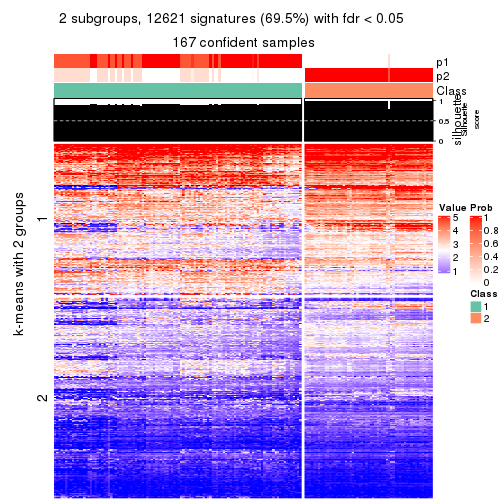 2 subgroups, 12621 signatures (69.5%) with fdr < 0.05
167 confident samples
p1
p2
Class
silhouette
1
0.5
0
Silhouette
score
k-means with 2 groups
1
2
Value
5
4
3
2
1
Prob
1
0.8
0.6
0.4
0.2
0
Class
1
2